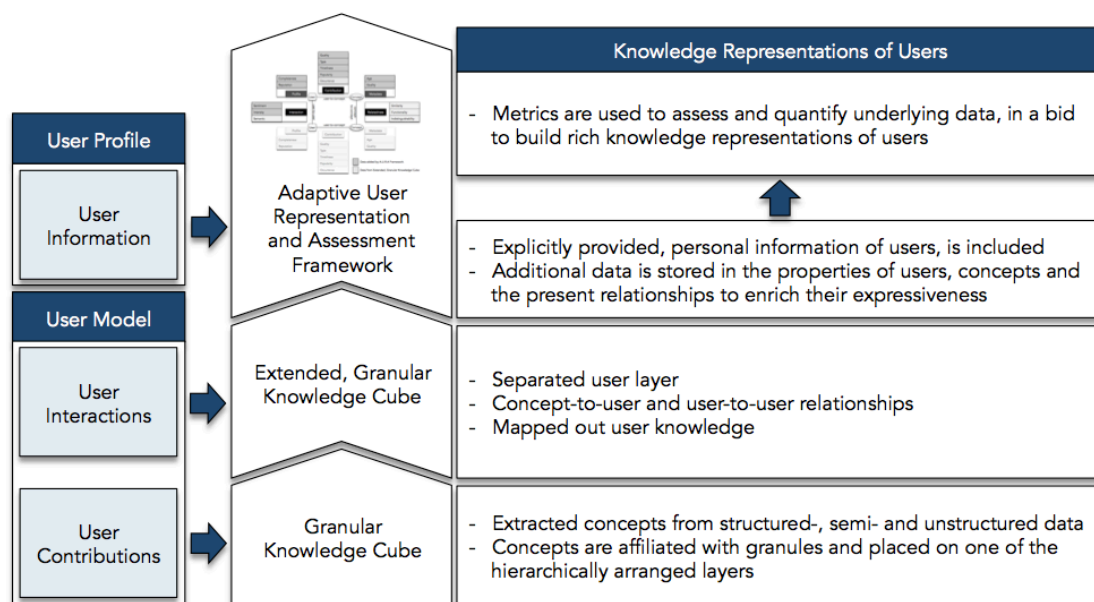 User Profile
User
Information
User Model
User
Interactions
User
Contributions
Adaptive User
Representation
and Assessment
Framework
Extended, Granular
Knowledge Cube
Granular
Knowledge Cube
Knowledge Representations of Users
- Metrics are used to assess and quantify underlying data, in a bid
to build rich knowledge representations of users
- Explicitly provided, personal information of users, is included
- Additional data is stored in the properties of users, concepts and
the present relationships to enrich their expressiveness
- Separated user layer
- Concept-to-user and user-to-user relationships
- Mapped out user knowledge
- Extracted concepts from structured-, semi- and unstructured data
- Concepts are affiliated with granules and placed on one of the
hierarchically arranged layers